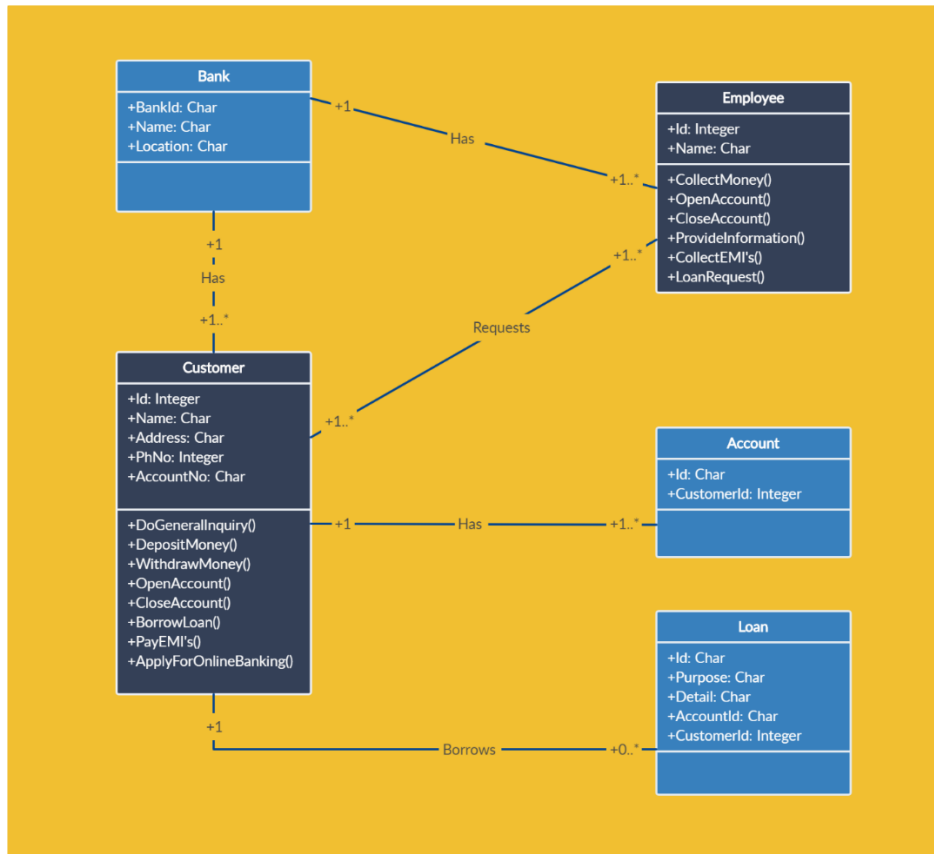 Bank
+BankId: Char
+Name: Char
+Location: Char
+1
Has
+1..*
Employee
+Id: Integer
+Name: Char
+CollectMoney()
+OpenAccount()
+CloseAccount()
+ProvideInformation()
+CollectEMI's()
+LoanRequest()
+1
Has
+1..*
+1..*
Requests
+1..*
Customer
+Id: Integer
+Name: Char
+Address: Char
+PhNo: Integer
+AccountNo: Char
+DoGeneralInquiry()
+DepositMoney()
+WithdrawMoney()
+OpenAccount()
+CloseAccount()
+BorrowLoan()
+PayEMI's()
+ApplyForOnlineBanking()
+1
Has
+1..*
Account
+Id: Char
+CustomerId: Integer
Loan
+Id: Char
+Purpose: Char
+Detail: Char
+AccountId: Char
+CustomerId: Integer
+1
Borrows
+0..*